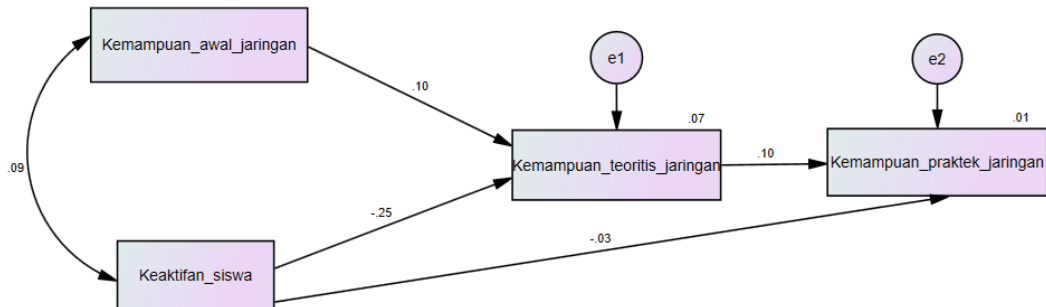 Kemampuan_awal_jaringan
e1
e2
.10
.07
.01
.09
Kemampuan_teoritis_jaringan
.10
Kemampuan_praktek_jaringan
-.25
-.03
Keaktifan_siswa